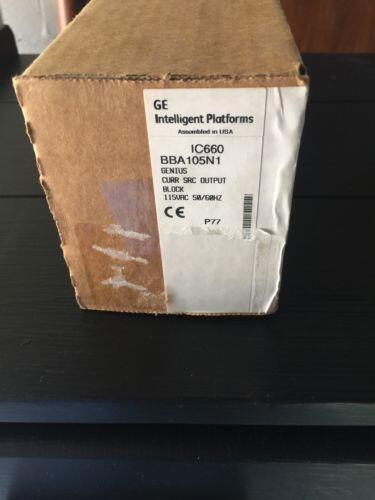 GE
Intelligent Platforms
Assembled in USA
IC660
BBA105N1
GENIUS
CURR SRC OUTPUT
BLOCK
115VAC 50/60HZ
CE
P77